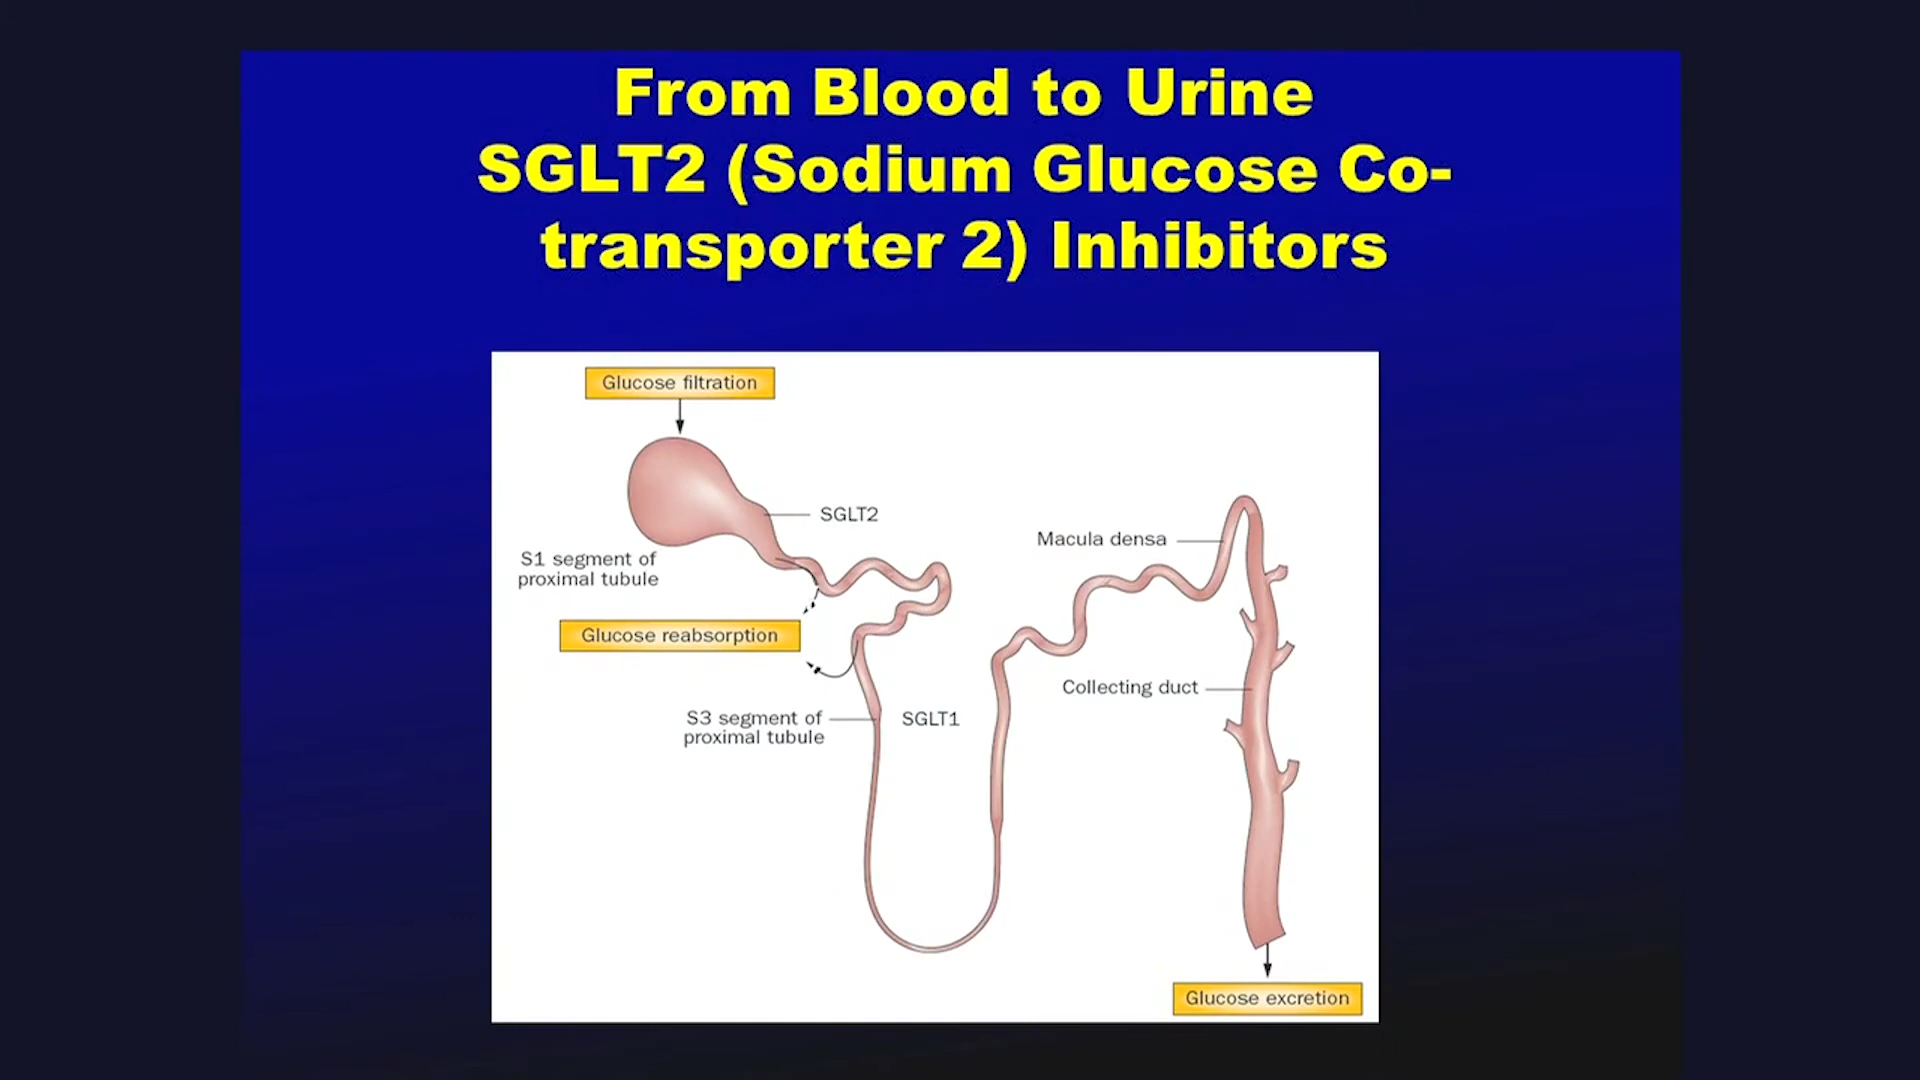 From Blood to Urine
SGLT2 (Sodium Glucose Co-
transporter 2) Inhibitors
Glucose filtration
SGLT2
Macula densa
S1 segment of
proximal tubule
Glucose reabsorption
Collecting duct
S3 segment of
proximal tubule
SGLT1
Glucose excretion